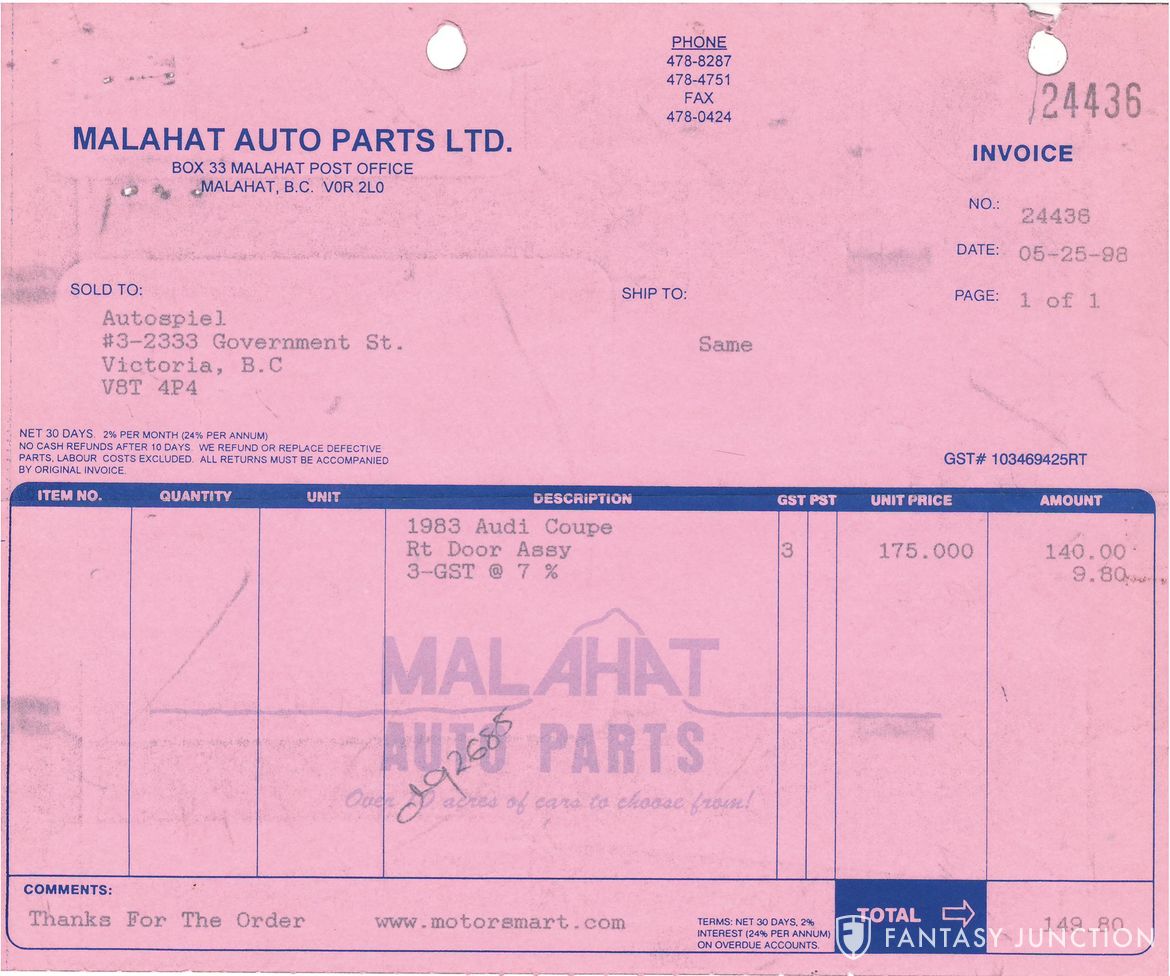 PHONE
478-8287
478-4751
FAX
478-0424
24436
MALAHAT AUTO PARTS LTD.
BOX 33 MALAHAT POST OFFICE
MALAHAT, B.C. V0R 2L0
INVOICE
NO.: 24436
DATE: 05-25-98
PAGE: 1 of 1
SOLD TO:
Autospiel
#3-2333 Government St.
Victoria, B.C
V8T 4P4
SHIP TO:
Same
NET 30 DAYS. 2% PER MONTH (24% PER ANNUM)
NO CASH REFUNDS AFTER 10 DAYS. WE REFUND OR REPLACE DEFECTIVE
PARTS, LABOUR COSTS EXCLUDED. ALL RETURNS MUST BE ACCOMPANIED
BY ORIGINAL INVOICE.
GST# 103469425RT
ITEM NO. QUANTITY UNIT DESCRIPTION GST PST UNIT PRICE AMOUNT
1983 Audi Coupe
Rt Door Assy 3 175.000 140.00
3-GST @ 7 % 9.80
MALAHAT
AUTO PARTS
Over acres of cars to choose from!
COMMENTS:
Thanks For The Order www.motorsmart.com
TERMS: NET 30 DAYS, 2%
INTEREST (24% PER ANNUM)
ON OVERDUE ACCOUNTS.
TOTAL 149.80
FANTASY JUNCTION